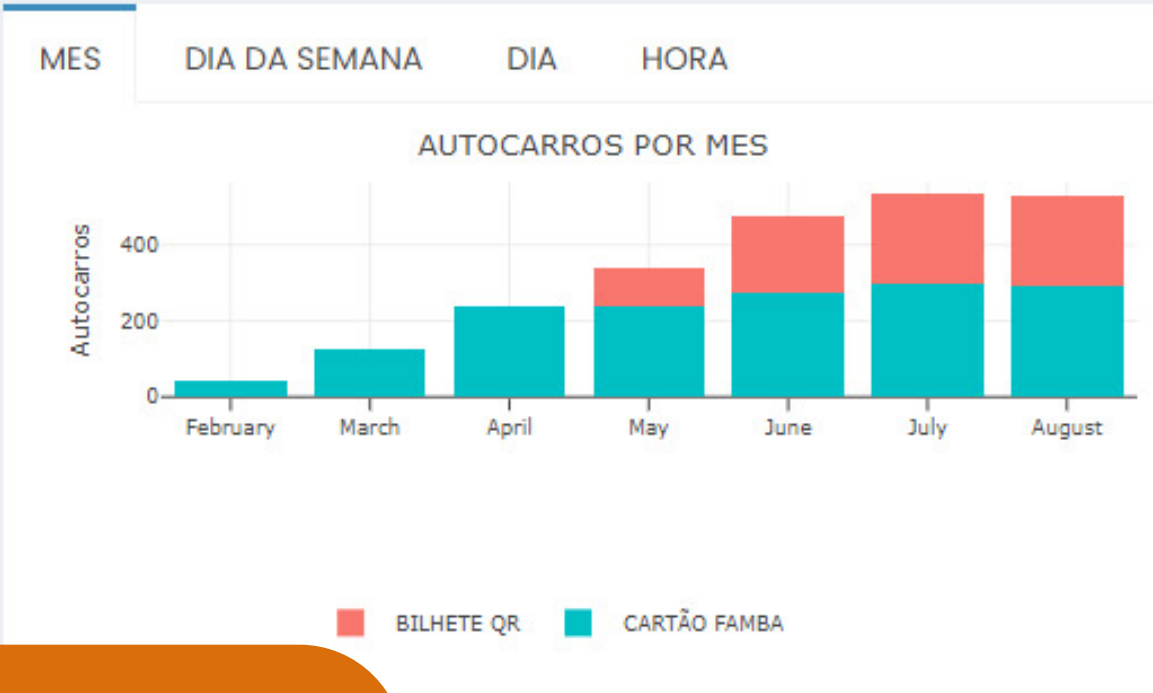 MES DIA DA SEMANA DIA HORA
AUTOCARROS POR MES
Autocarros
400
200
0
February March April May June July August
BILHETE QR CARTÃO FAMBA